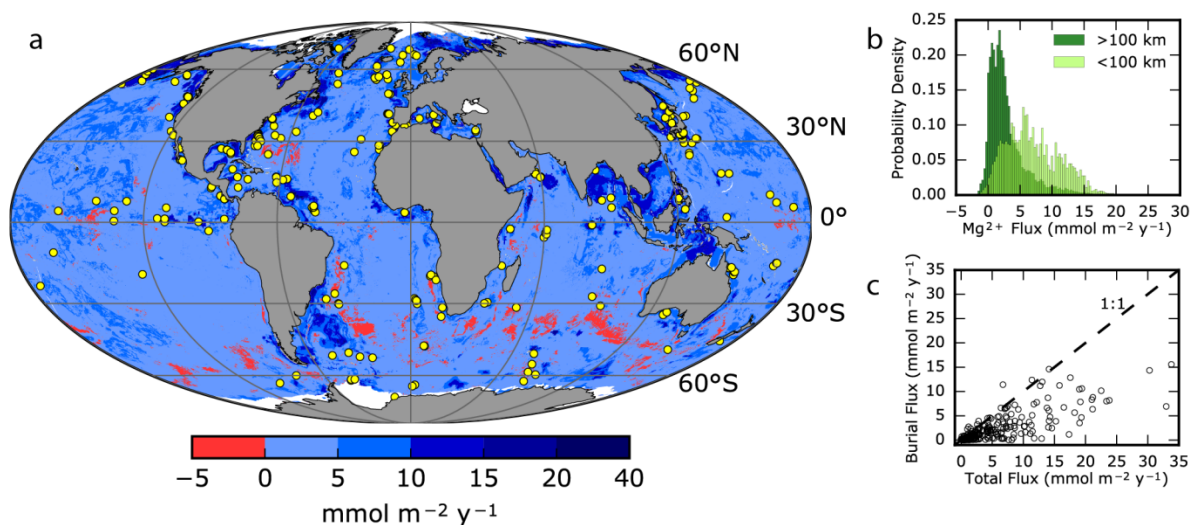 a
60°N
30°N
0°
30°S
60°S
−5 0 5 10 15 20 40
mmol m⁻² y⁻¹
b
0.25
0.20
0.15
0.10
0.05
0.00
Probability Density
>100 km
<100 km
−5 0 5 10 15 20 25 30
Mg²⁺ Flux (mmol m⁻² y⁻¹)
c
35
30
25
20
15
10
5
0
Burial Flux (mmol m⁻² y⁻¹)
1:1
0 5 10 15 20 25 30 35
Total Flux (mmol m⁻² y⁻¹)